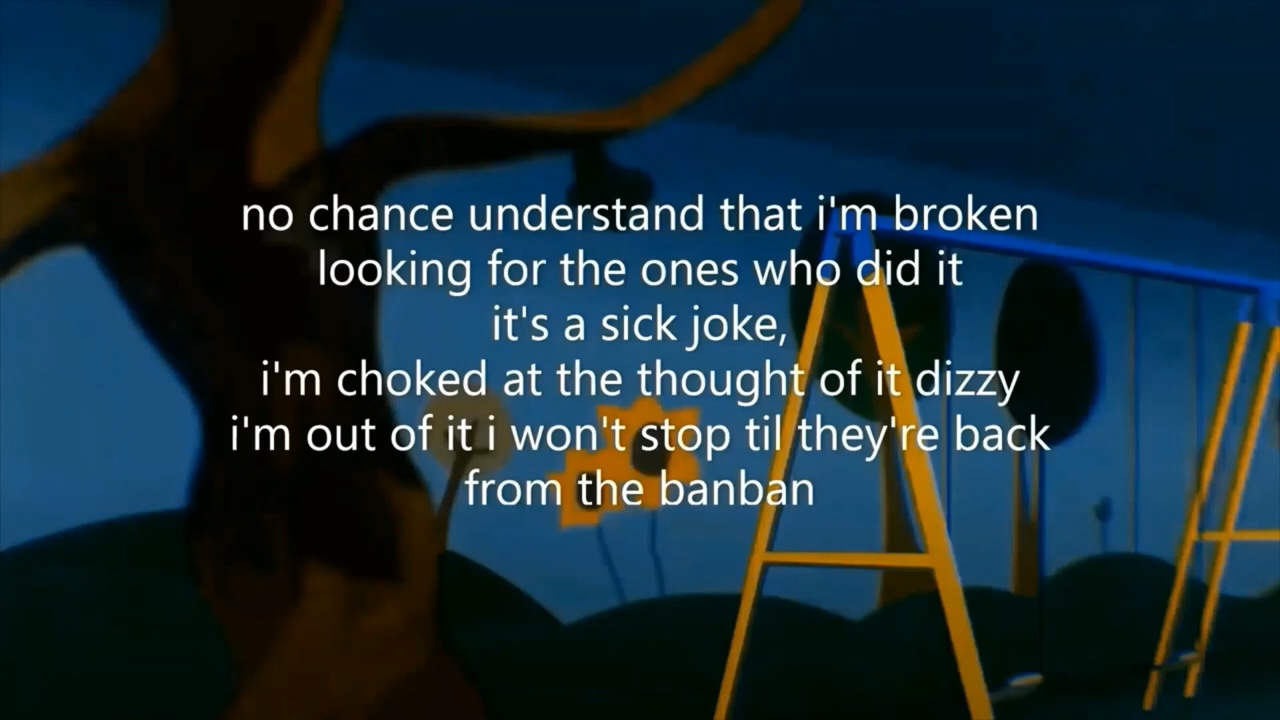 no chance understand that i'm broken
looking for the ones who did it
it's a sick joke,
i'm choked at the thought of it dizzy
i'm out of it i won't stop til they're back
from the banban